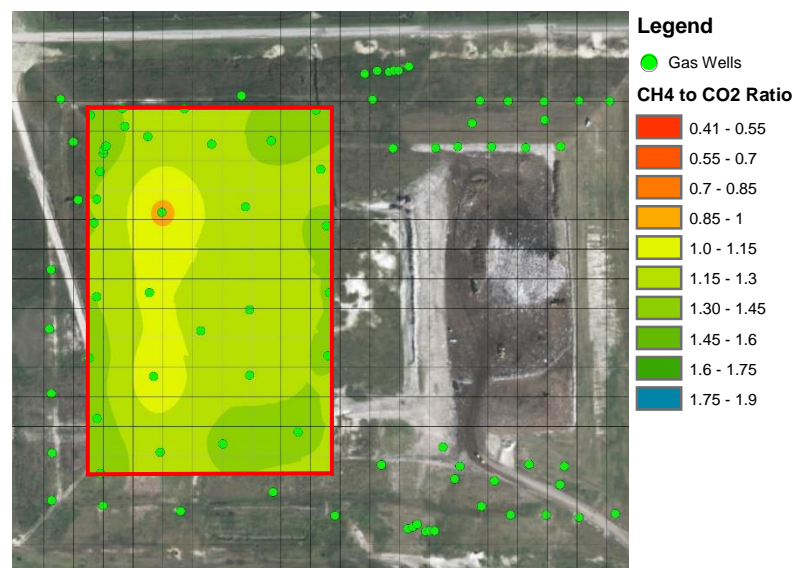 Legend
Gas Wells
CH4 to CO2 Ratio
0.41 - 0.55
0.55 - 0.7
0.7 - 0.85
0.85 - 1
1.0 - 1.15
1.15 - 1.3
1.30 - 1.45
1.45 - 1.6
1.6 - 1.75
1.75 - 1.9